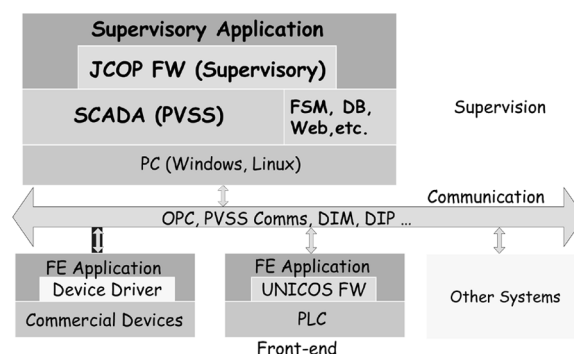 Supervisory Application
JCOP FW (Supervisory)
SCADA (PVSS)
FSM, DB,
Web,etc.
Supervision
PC (Windows, Linux)
Communication
OPC, PVSS Comms, DIM, DIP ...
FE Application
Device Driver
Commercial Devices
FE Application
UNICOS FW
PLC
Other Systems
Front-end